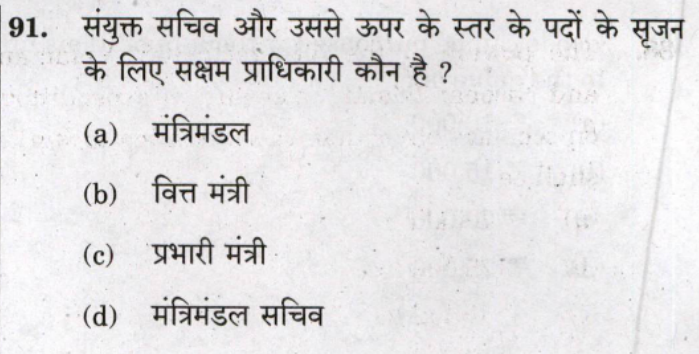 91. संयुक्त सचिव और उससे ऊपर के स्तर के पदों के सृजन
के लिए सक्षम प्राधिकारी कौन है ?
(a) मंत्रिमंडल
(b) वित्त मंत्री
(c) प्रभारी मंत्री
(d) मंत्रिमंडल सचिव